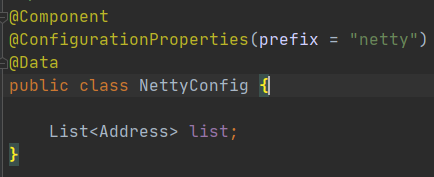 @Component
@ConfigurationProperties(prefix = "netty")
@Data
public class NettyConfig {
List<Address> list;
}